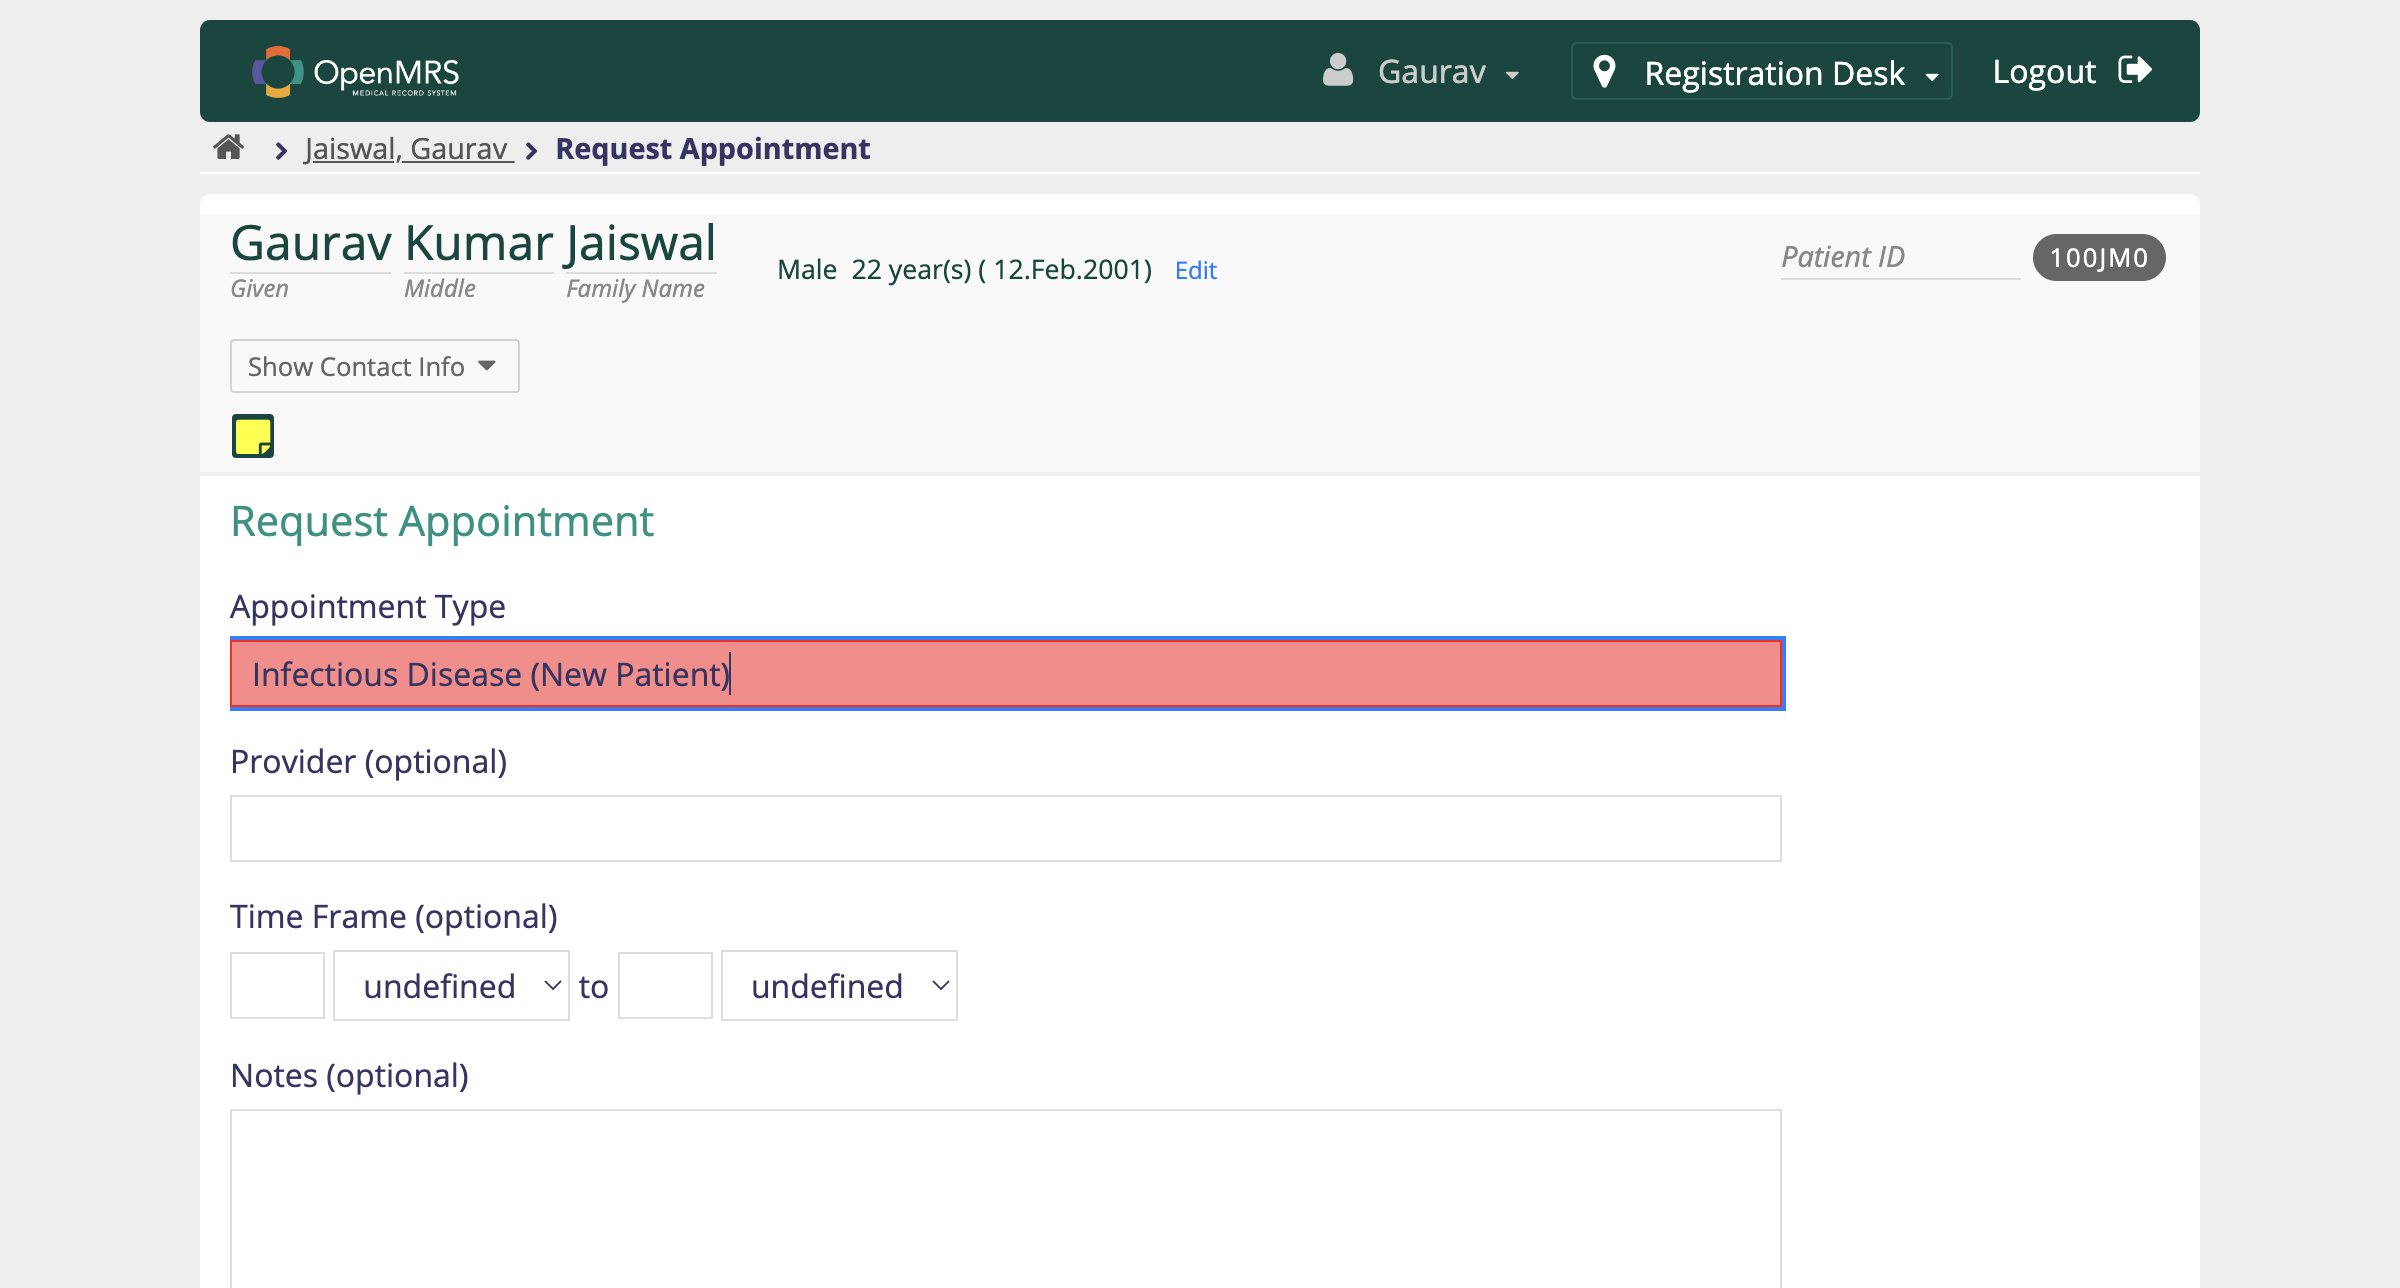 OpenMRS
MEDICAL RECORD SYSTEM
Gaurav
Registration Desk
Logout
Jaiswal, Gaurav
Request Appointment
Gaurav Kumar Jaiswal
Given Middle Family Name
Male 22 year(s) ( 12.Feb.2001) Edit
Patient ID 100JM0
Show Contact Info
Request Appointment
Appointment Type
Infectious Disease (New Patient)
Provider (optional)
Time Frame (optional)
undefined to undefined
Notes (optional)